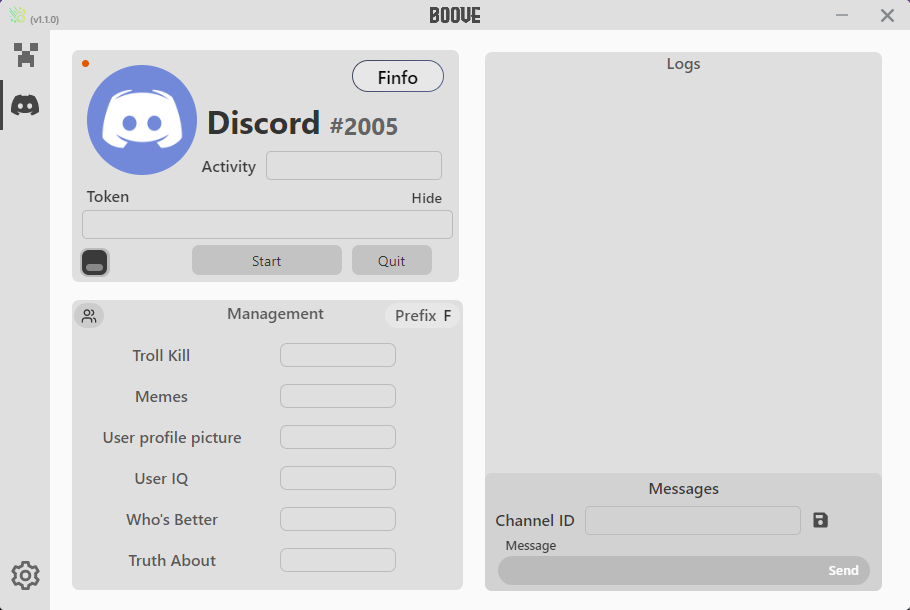 (v1.1.0)
BOOVE
Finfo
Discord #2005
Activity
Token
Hide
Start
Quit
Management
Prefix F
Troll Kill
Memes
User profile picture
User IQ
Who's Better
Truth About
Logs
Messages
Channel ID
Message
Send